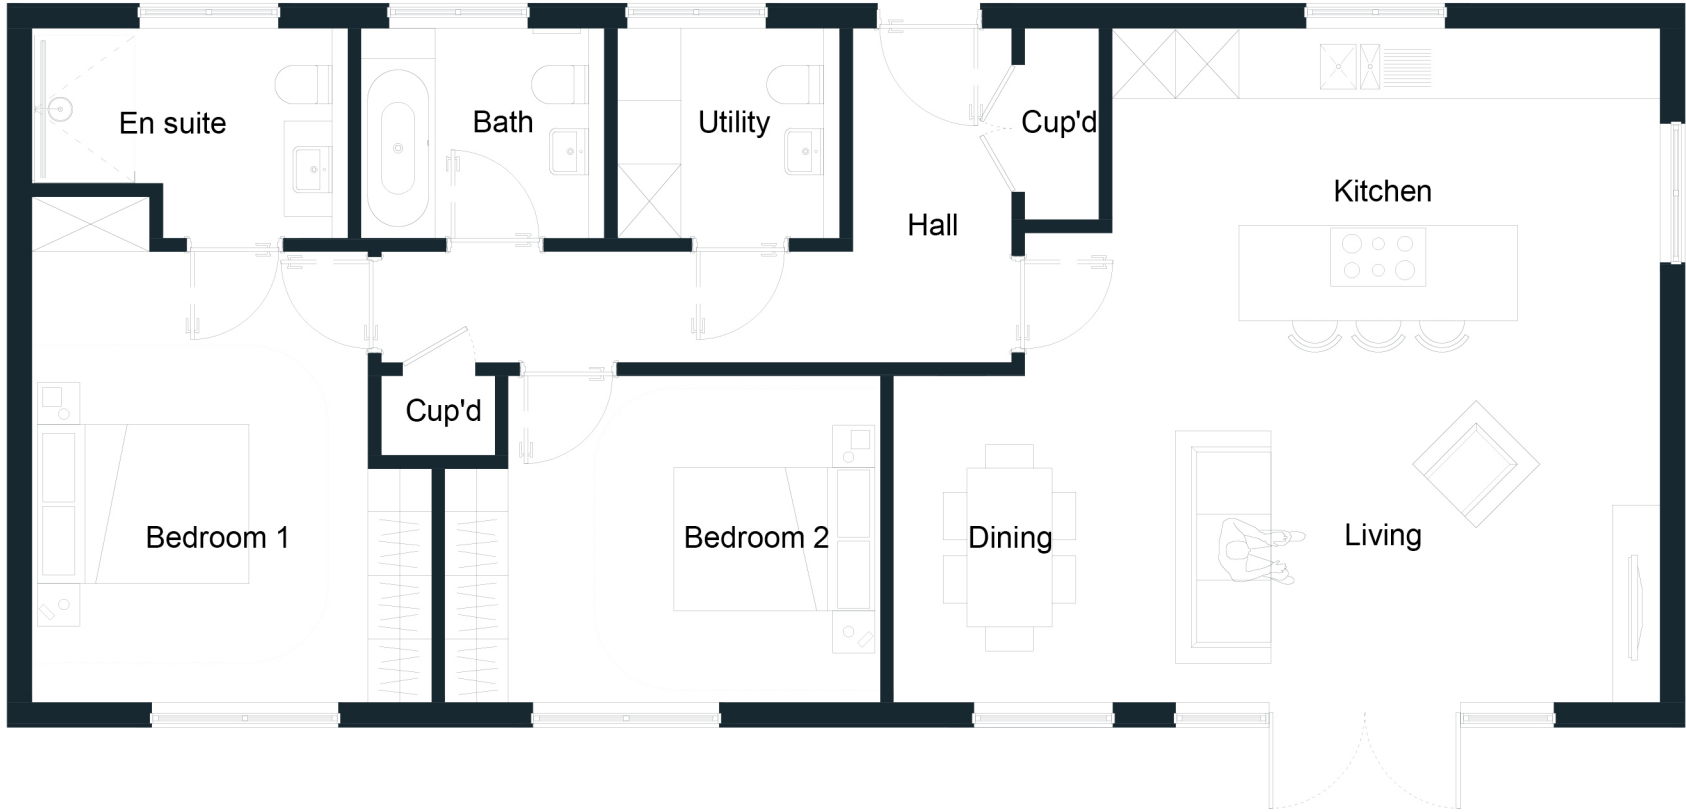 En suite
Bath
Utility
Cup'd
Kitchen
Hall
Cup'd
Bedroom 1
Bedroom 2
Dining
Living